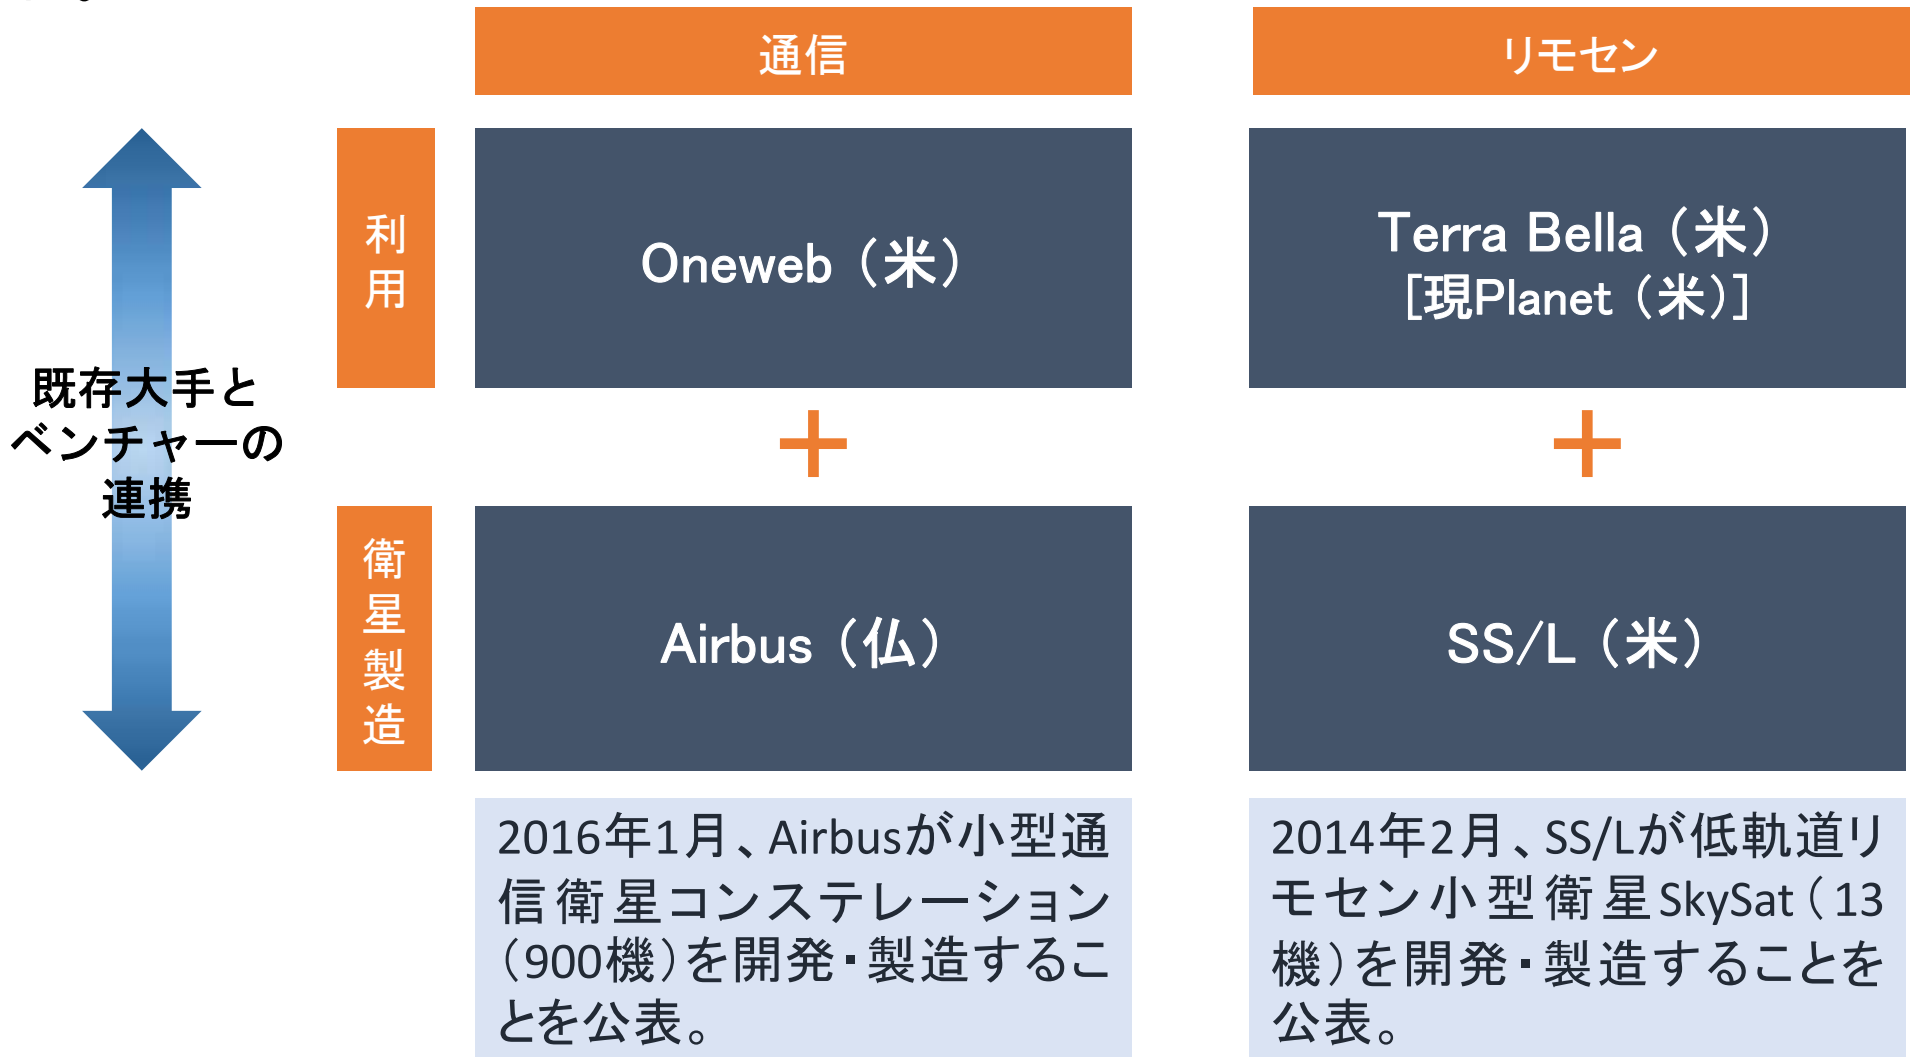 通信
リモセン
利用
Oneweb（米）
Terra Bella（米）
[現Planet（米）]
既存大手と
ベンチャーの
連携
衛星製造
Airbus（仏）
SS/L（米）
2016年1月、Airbusが小型通
信衛星コンステレーション
（900機）を開発・製造するこ
とを公表。
2014年2月、SS/Lが低軌道リ
モセン小型衛星SkySat（13
機）を開発・製造することを
公表。